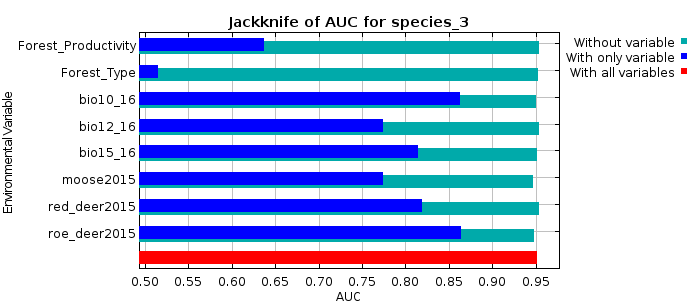 Jackknife of AUC for species_3
Forest_Productivity
Forest_Type
bio10_16
bio12_16
bio15_16
moose2015
red_deer2015
roe_deer2015
Environmental Variable
0.50 0.55 0.60 0.65 0.70 0.75 0.80 0.85 0.90 0.95
AUC
Without variable
With only variable
With all variables